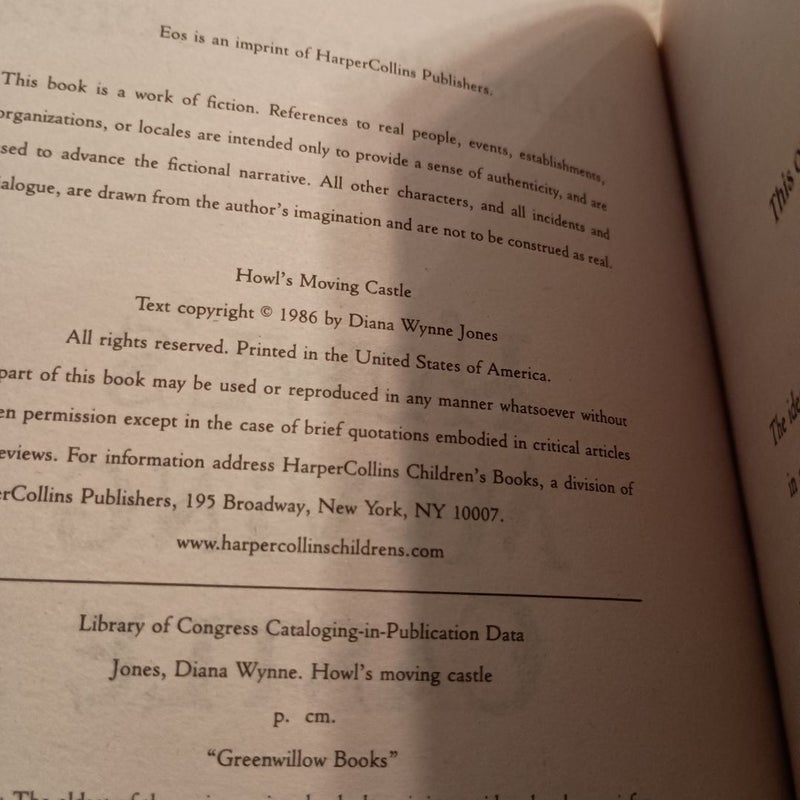 Eos is an imprint of HarperCollins Publishers.
This book is a work of fiction. References to real people, events, establishments,
organizations, or locales are intended only to provide a sense of authenticity, and are
sed to advance the fictional narrative. All other characters, and all incidents and
ialogue, are drawn from the author's imagination and are not to be construed as real.
Howl's Moving Castle
Text copyright © 1986 by Diana Wynne Jones
All rights reserved. Printed in the United States of America.
part of this book may be used or reproduced in any manner whatsoever without
en permission except in the case of brief quotations embodied in critical articles
eviews. For information address HarperCollins Children's Books, a division of
erCollins Publishers, 195 Broadway, New York, NY 10007.
www.harpercollinschildrens.com
Library of Congress Cataloging-in-Publication Data
Jones, Diana Wynne. Howl's moving castle
p. cm.
"Greenwillow Books"
This
The ide
in